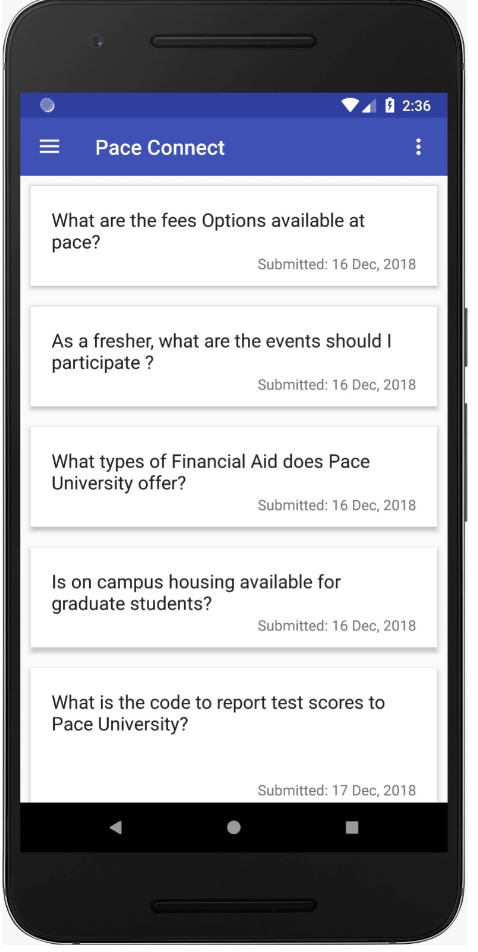 2:36
Pace Connect
What are the fees Options available at
pace?
Submitted: 16 Dec, 2018
As a fresher, what are the events should I
participate ?
Submitted: 16 Dec, 2018
What types of Financial Aid does Pace
University offer?
Submitted: 16 Dec, 2018
Is on campus housing available for
graduate students?
Submitted: 16 Dec, 2018
What is the code to report test scores to
Pace University?
Submitted: 17 Dec, 2018